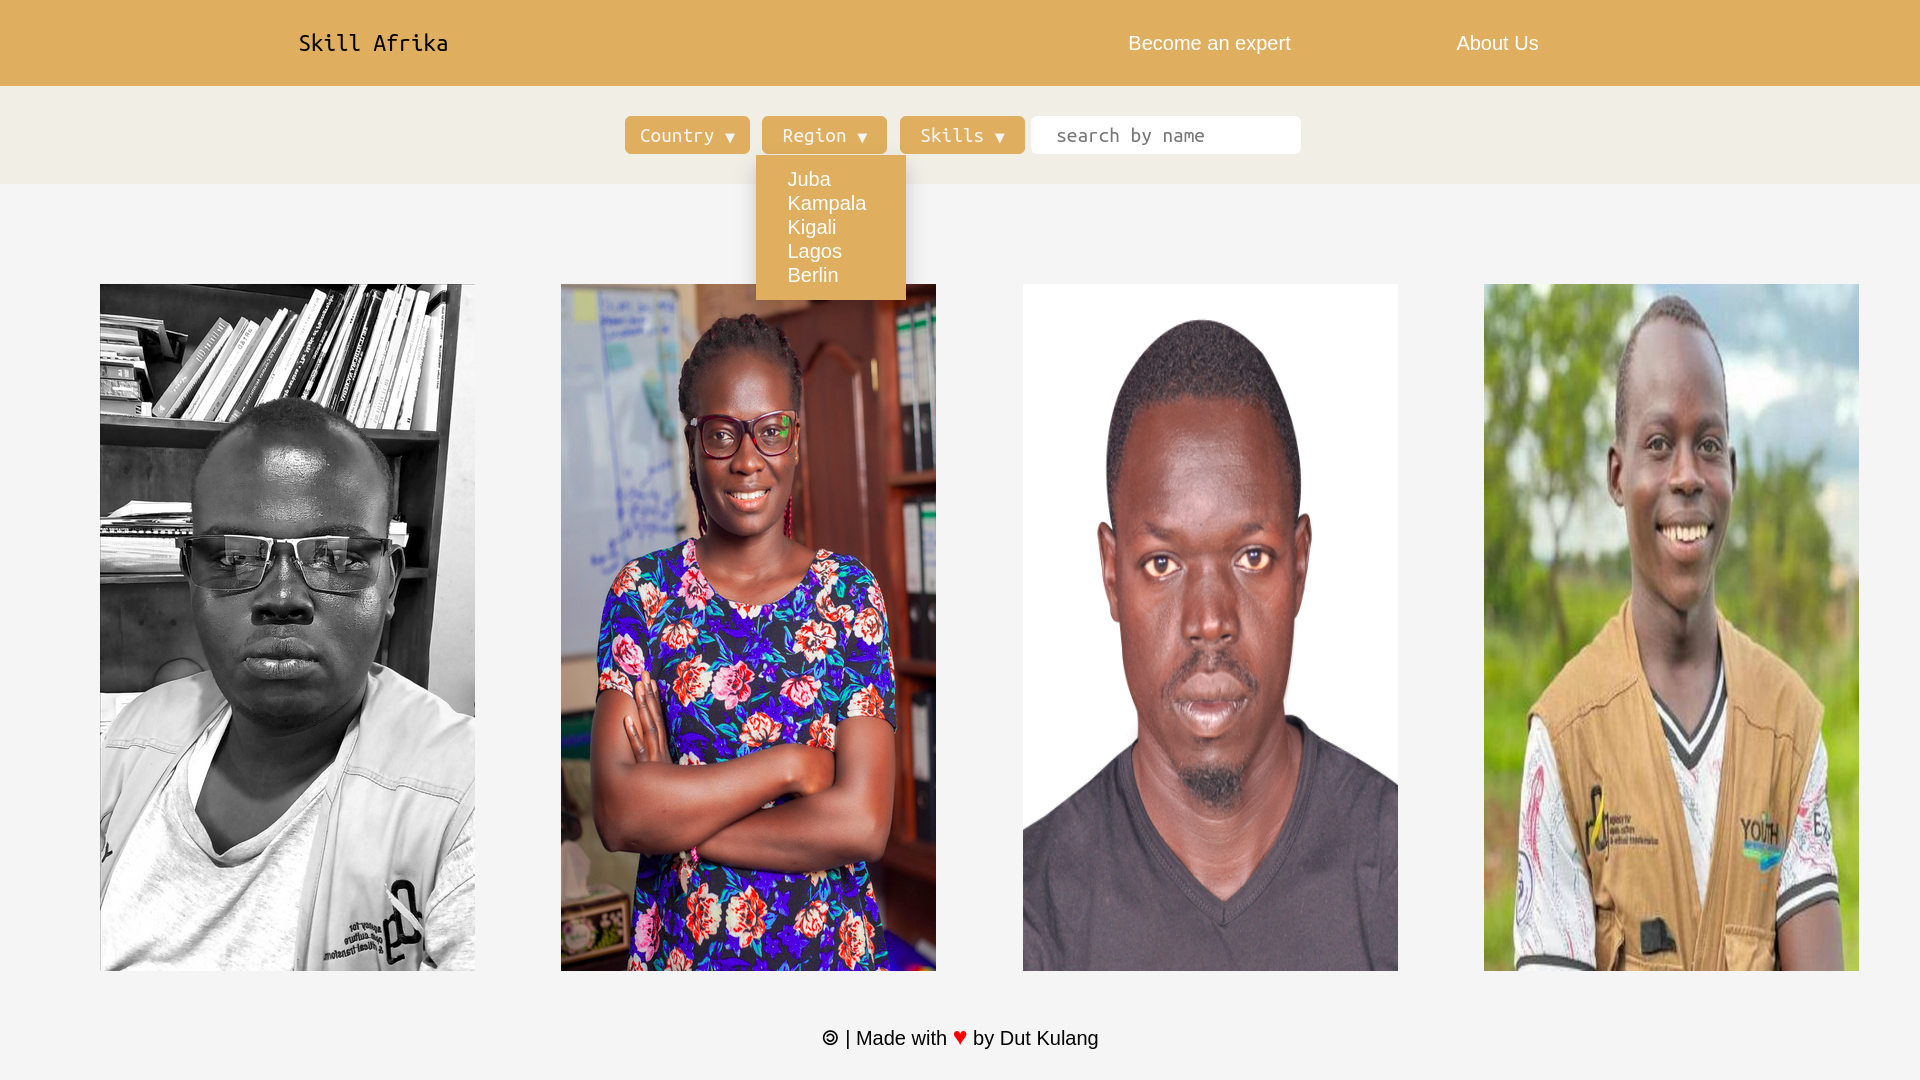 Skill Afrika
Become an expert
About Us
Country ▼
Region ▼
Skills ▼
search by name
Juba
Kampala
Kigali
Lagos
Berlin
YOUTH
🄯 | Made with ♥ by Dut Kulang